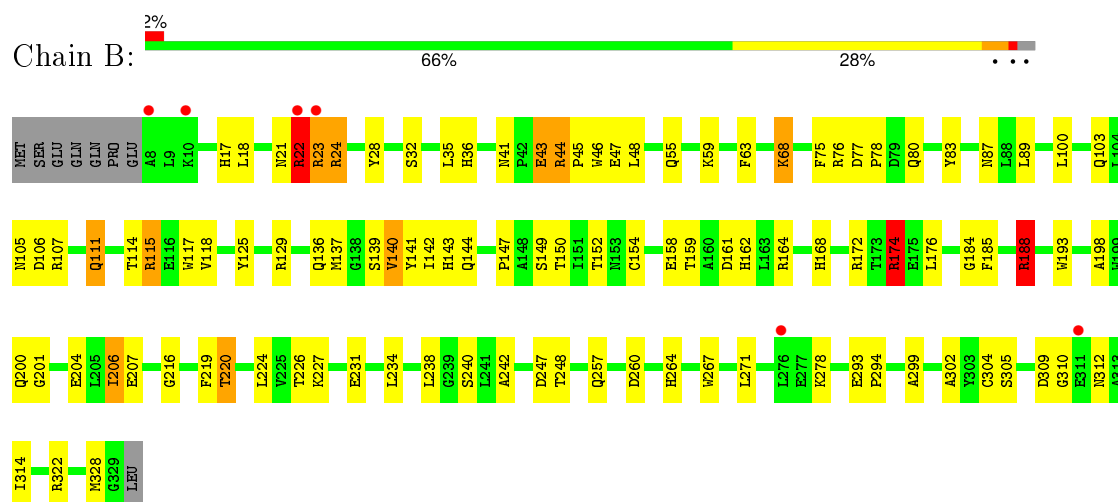 2%
Chain B:
66% 28% • • •
MET SER GLU GLN GLN PRO GLU A8 L9 K10 H17 L18 N21 R22 R23 R24 Y28 S32 L35 H36 N41 P42 E43 R44 P45 W46 E47 L48 Q55 K59 F63 K68 F75 R76 D77 P78 D79 Q80 Y83 N87 L88 L89 L100 Q103 L104
N105 D106 R107 Q111 T114 R115 E116 W117 V118 Y125 R129 Q136 M137 G138 S139 V140 Y141 I142 H143 Q144 P147 A148 S149 T150 I151 T152 N153 C154 E158 T159 A160 D161 H162 L163 R164 H168 R172 T173 R174 E175 L176 G184 F185 R188 W193 A198
Q200 G201 E204 L205 I206 E207 G216 F219 T220 L224 V225 T226 K227 E231 L234 L238 G239 S240 L241 A242 D247 T248 Q257 D260 H264 W267 L271 L276 E277 K278 E293 P294 A299 A302 Y303 C304 S305 D309 G310 E311 N312 A313
I314 R322 M328 G329 LEU